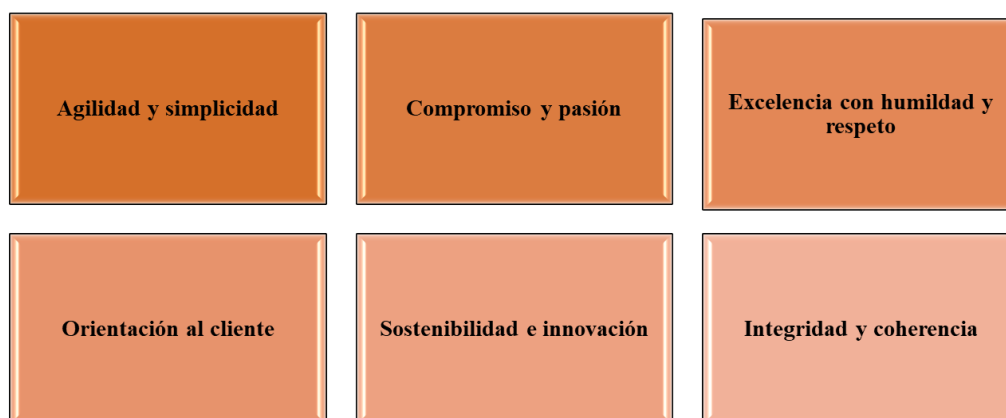 Agilidad y simplicidad
Compromiso y pasión
Excelencia con humildad y
respeto
Orientación al cliente
Sostenibilidad e innovación
Integridad y coherencia